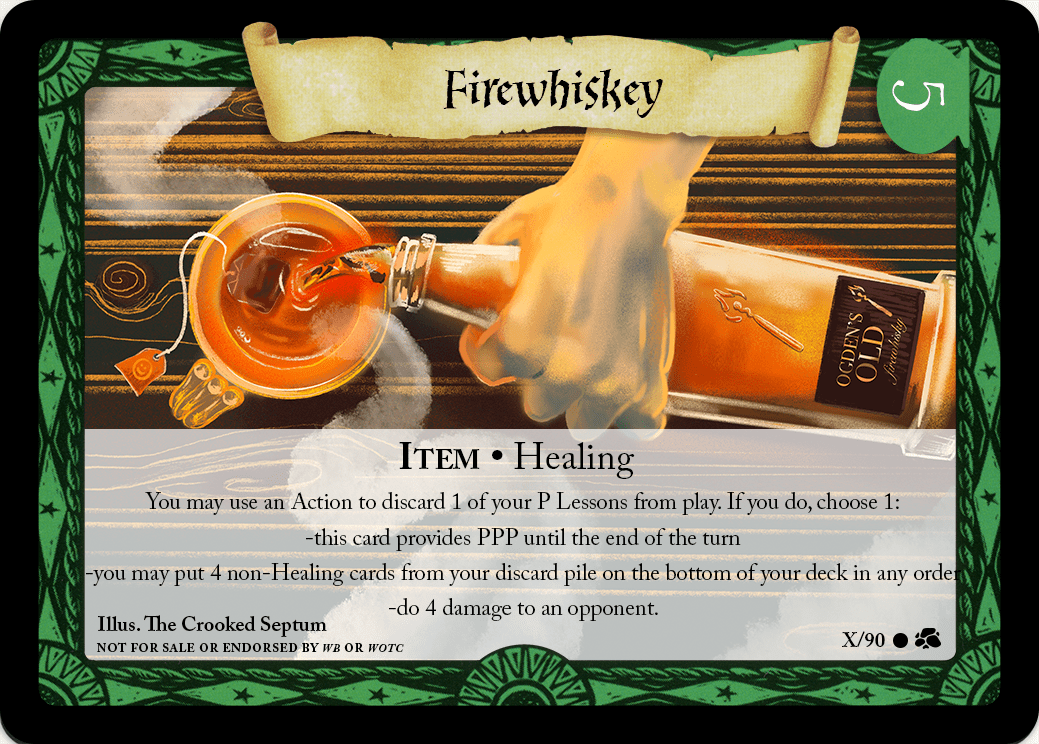 Firewhiskey
5
OGDEN'S
OLD
firewhisky
ITEM • Healing
You may use an Action to discard 1 of your P Lessons from play. If you do, choose 1:
-this card provides PPP until the end of the turn
-you may put 4 non-Healing cards from your discard pile on the bottom of your deck in any order
-do 4 damage to an opponent.
Illus. The Crooked Septum
NOT FOR SALE OR ENDORSED BY WB OR WOTC
X/90